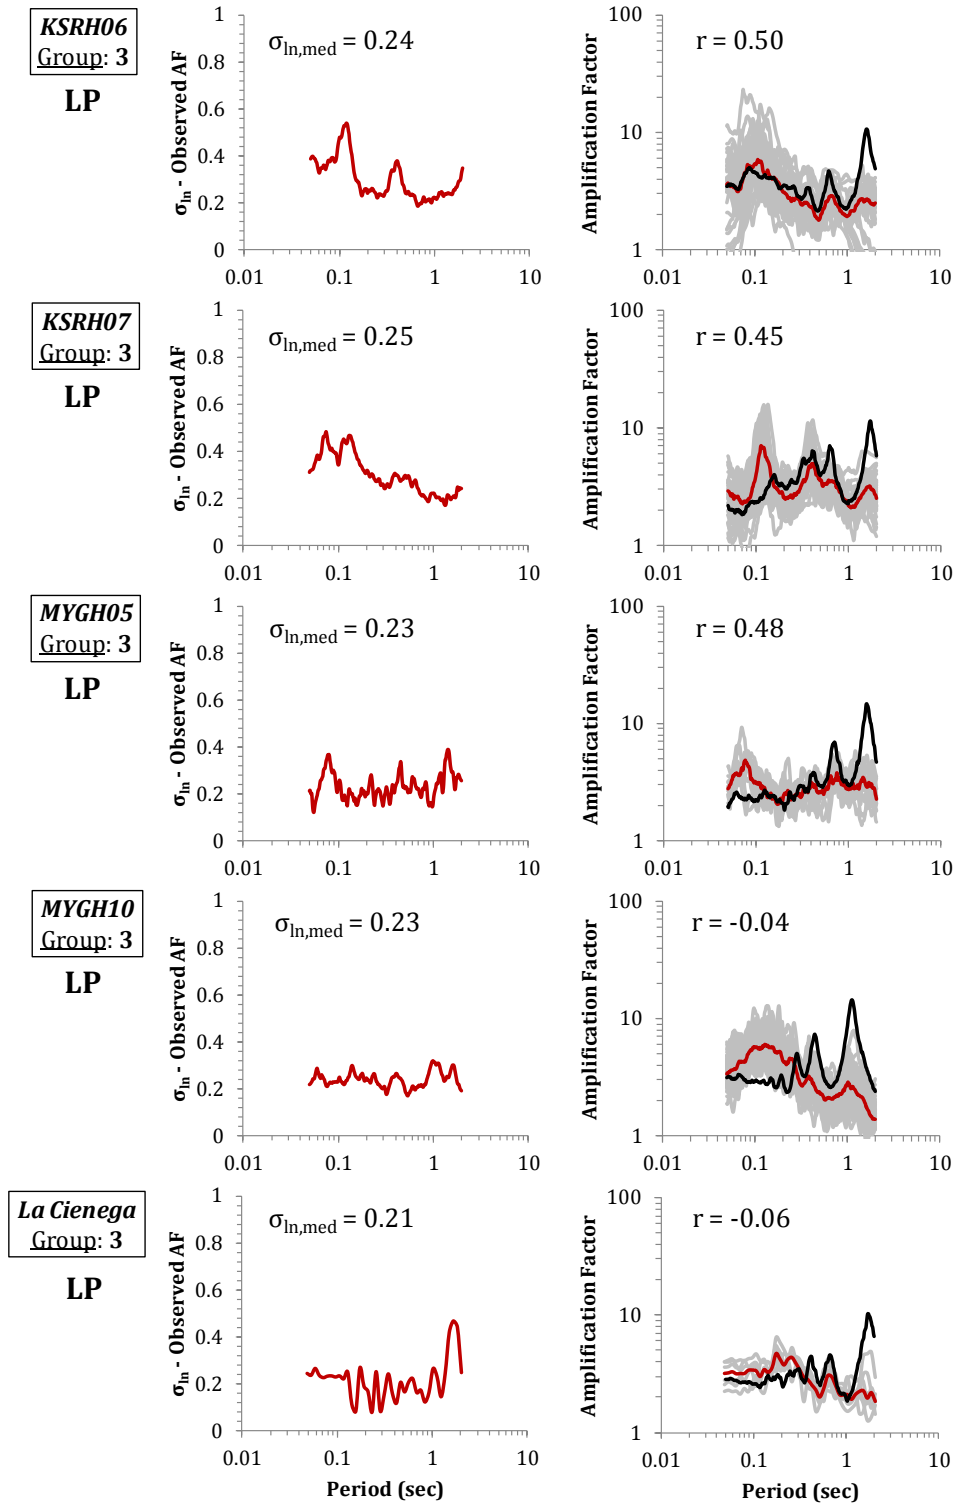 KSRH06
Group: 3
LP
σln - Observed AF
1
0.8
0.6
0.4
0.2
0
σln,med = 0.24
0.01 0.1 1 10
Amplification Factor
100
10
1
r = 0.50
0.01 0.1 1 10
KSRH07
Group: 3
LP
σln - Observed AF
1
0.8
0.6
0.4
0.2
0
σln,med = 0.25
0.01 0.1 1 10
Amplification Factor
100
10
1
r = 0.45
0.01 0.1 1 10
MYGH05
Group: 3
LP
σln - Observed AF
1
0.8
0.6
0.4
0.2
0
σln,med = 0.23
0.01 0.1 1 10
Amplification Factor
100
10
1
r = 0.48
0.01 0.1 1 10
MYGH10
Group: 3
LP
σln - Observed AF
1
0.8
0.6
0.4
0.2
0
σln,med = 0.23
0.01 0.1 1 10
Amplification Factor
100
10
1
r = -0.04
0.01 0.1 1 10
La Cienega
Group: 3
LP
σln - Observed AF
1
0.8
0.6
0.4
0.2
0
σln,med = 0.21
0.01 0.1 1 10
Period (sec)
Amplification Factor
100
10
1
r = -0.06
0.01 0.1 1 10
Period (sec)